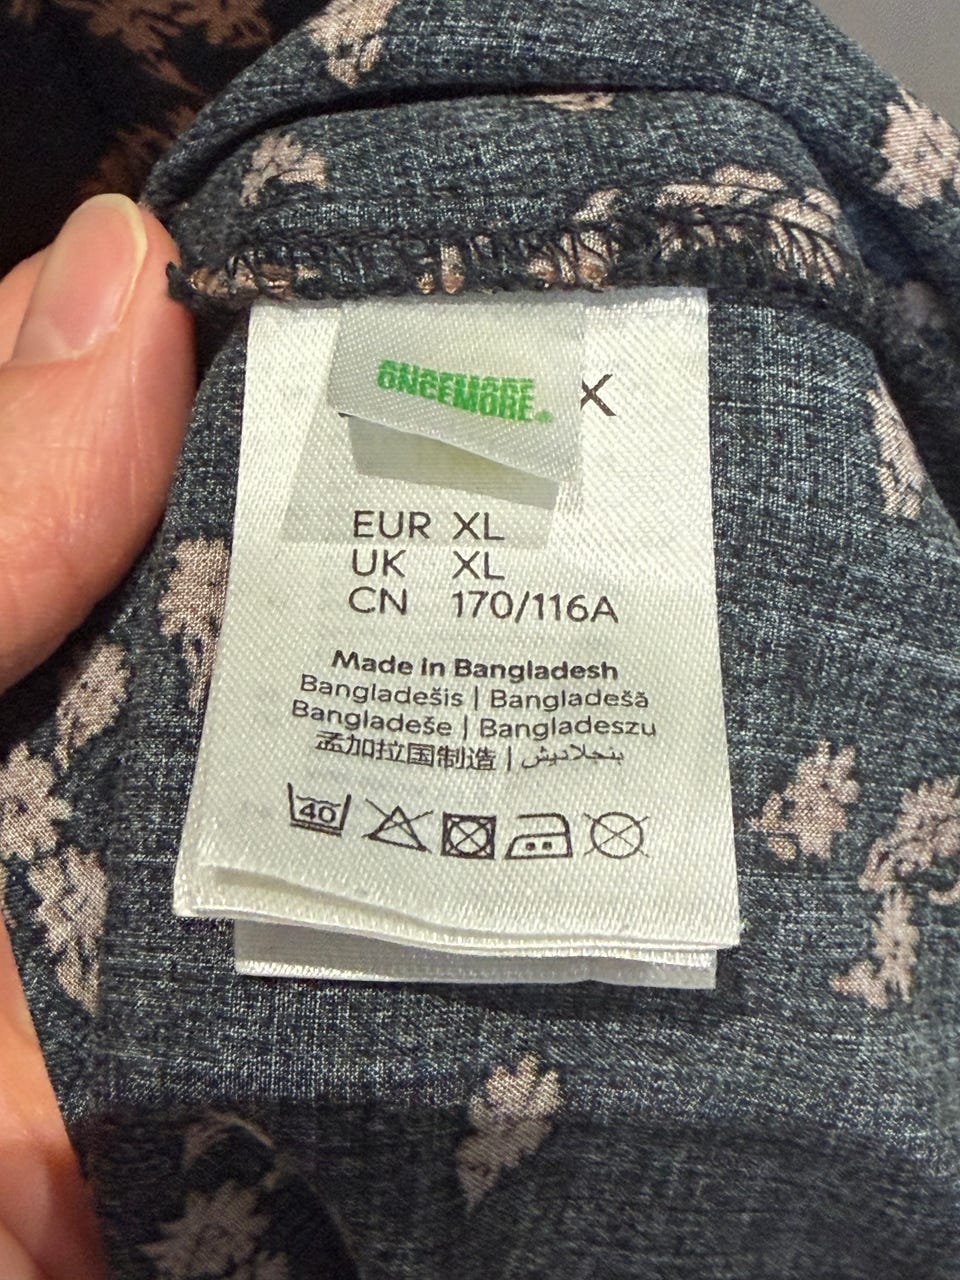 ONCEMORE®
X
EUR XL
UK XL
CN 170/116A
Made in Bangladesh
Bangladešis | Bangladešā
Bangladeše | Bangladeszu
孟加拉国制造 | بنجلاديش
40